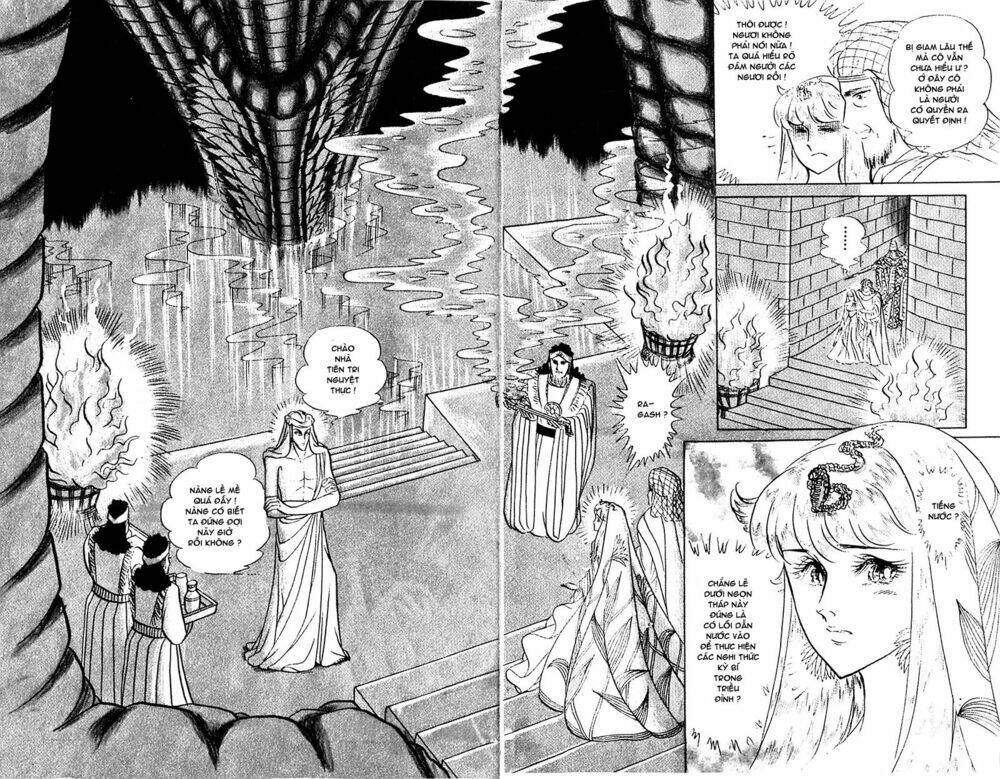 BỊ GIAM LÂU THẾ
MÀ CÔ VẪN
CHƯA HIỂU Ư ?
Ở ĐÂY CÔ
KHÔNG PHẢI
LÀ NGƯỜI
CÓ QUYỀN RA
QUYẾT ĐỊNH !
THÔI ĐƯỢC !
NGƯƠI KHÔNG
PHẢI NÓI NỮA !
TA QUÁ HIỂU RÕ
ĐÁM NGƯỜI CÁC
NGƯƠI RỒI !
TIẾNG
NƯỚC ?
CHẲNG LẼ
DƯỚI NGỌN
THÁP NÀY
ĐÚNG LÀ
CÓ LỐI DẪN
NƯỚC VÀO
ĐỂ THỰC HIỆN
CÁC NGHI THỨC
KỲ BÍ
TRONG
TRIỀU
ĐÌNH ?
RA-
GASH ?
CHÀO
NHÀ
TIÊN TRI
NGUYỆT
THỰC !
NÀNG LỀ MỀ
QUÁ ĐẤY !
NÀNG CÓ BIẾT
TA ĐỨNG ĐỢI
NÃY GIỜ
RỒI KHÔNG ?